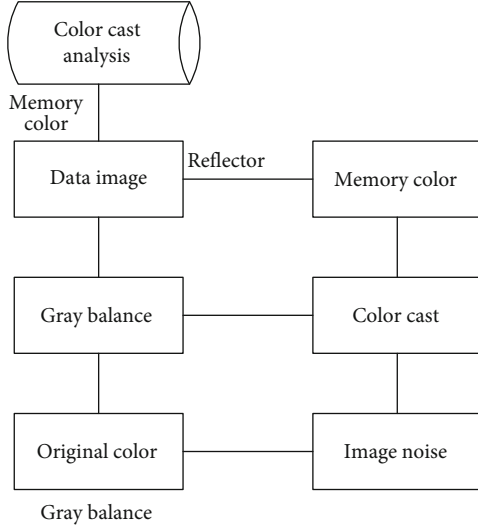 Color cast
analysis
Memory
color
Reflector
Data image
Memory color
Gray balance
Color cast
Original color
Image noise
Gray balance